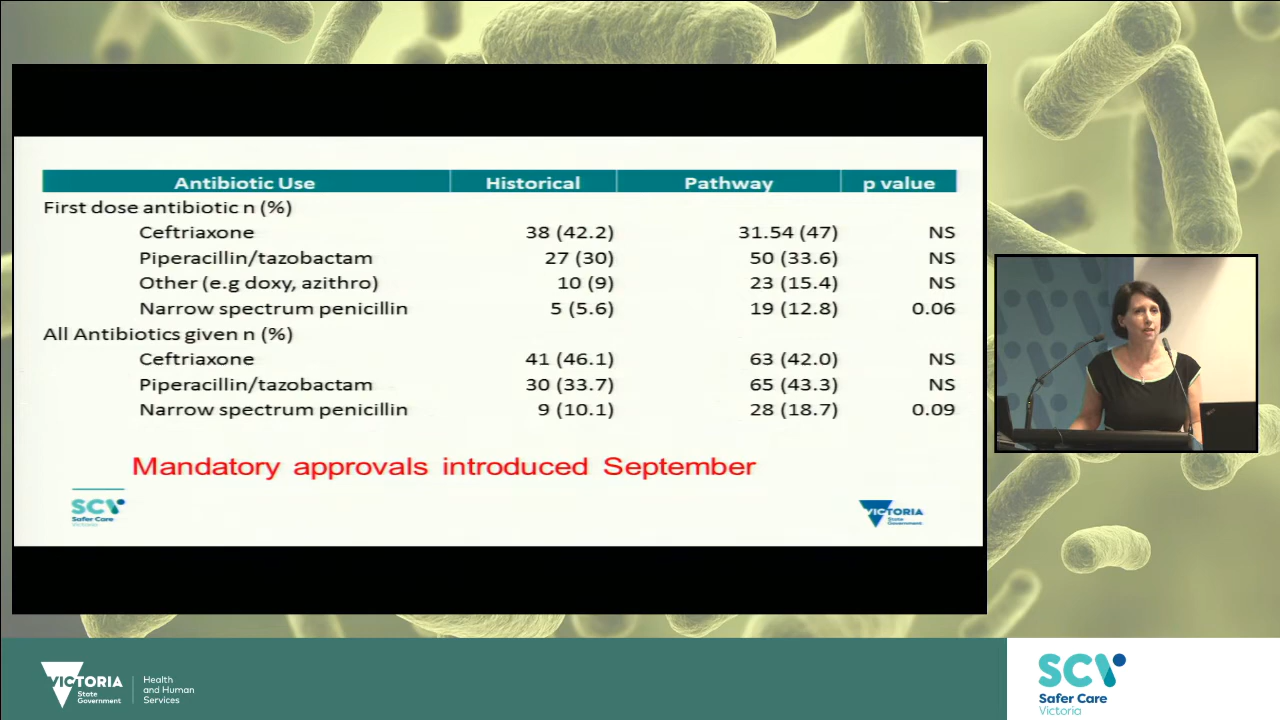 Antibiotic Use Historical Pathway p value
First dose antibiotic n (%)
Ceftriaxone 38 (42.2) 31.54 (47) NS
Piperacillin/tazobactam 27 (30) 50 (33.6) NS
Other (e.g doxy, azithro) 10 (9) 23 (15.4) NS
Narrow spectrum penicillin 5 (5.6) 19 (12.8) 0.06
All Antibiotics given n (%)
Ceftriaxone 41 (46.1) 63 (42.0) NS
Piperacillin/tazobactam 30 (33.7) 65 (43.3) NS
Narrow spectrum penicillin 9 (10.1) 28 (18.7) 0.09
Mandatory approvals introduced September
SCV
Safer Care
Victoria
VICTORIA
State
Government
VICTORIA
State
Government
Health
and Human
Services
SCV
Safer Care
Victoria